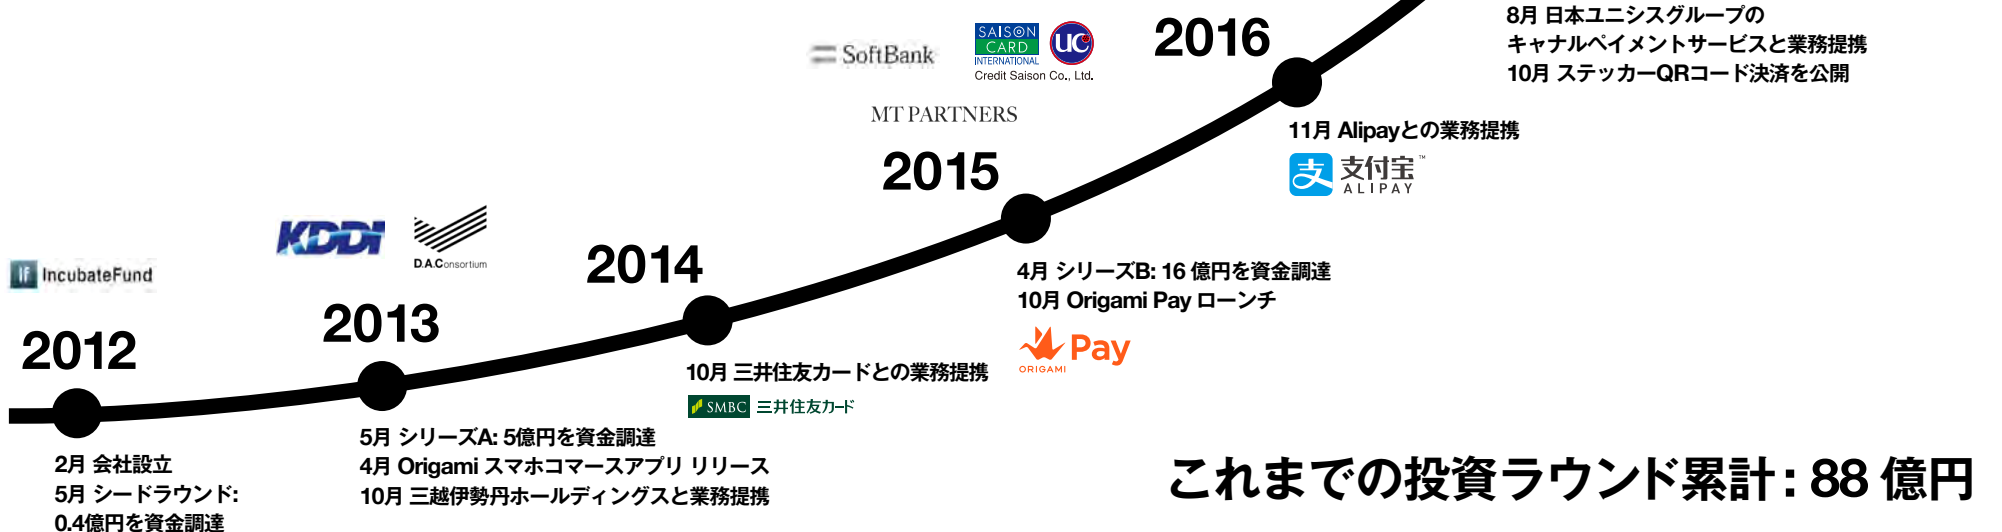 IF IncubateFund
2012
2月 会社設立
5月 シードラウンド:
0.4億円を資金調達
KDDI
D.A.Consortium
2013
5月 シリーズA: 5億円を資金調達
4月 Origami スマホコマースアプリ リリース
10月 三越伊勢丹ホールディングスと業務提携
2014
10月 三井住友カードとの業務提携
SMBC 三井住友カード
SoftBank
SAISON
CARD
INTERNATIONAL
UC
Credit Saison Co., Ltd.
MT PARTNERS
2015
4月 シリーズB: 16 億円を資金調達
10月 Origami Pay ローンチ
Pay
ORIGAMI
2016
11月 Alipayとの業務提携
支 支付宝™
ALIPAY
8月 日本ユニシスグループの
キャナルペイメントサービスと業務提携
10月 ステッカーQRコード決済を公開
これまでの投資ラウンド累計: 88 億円